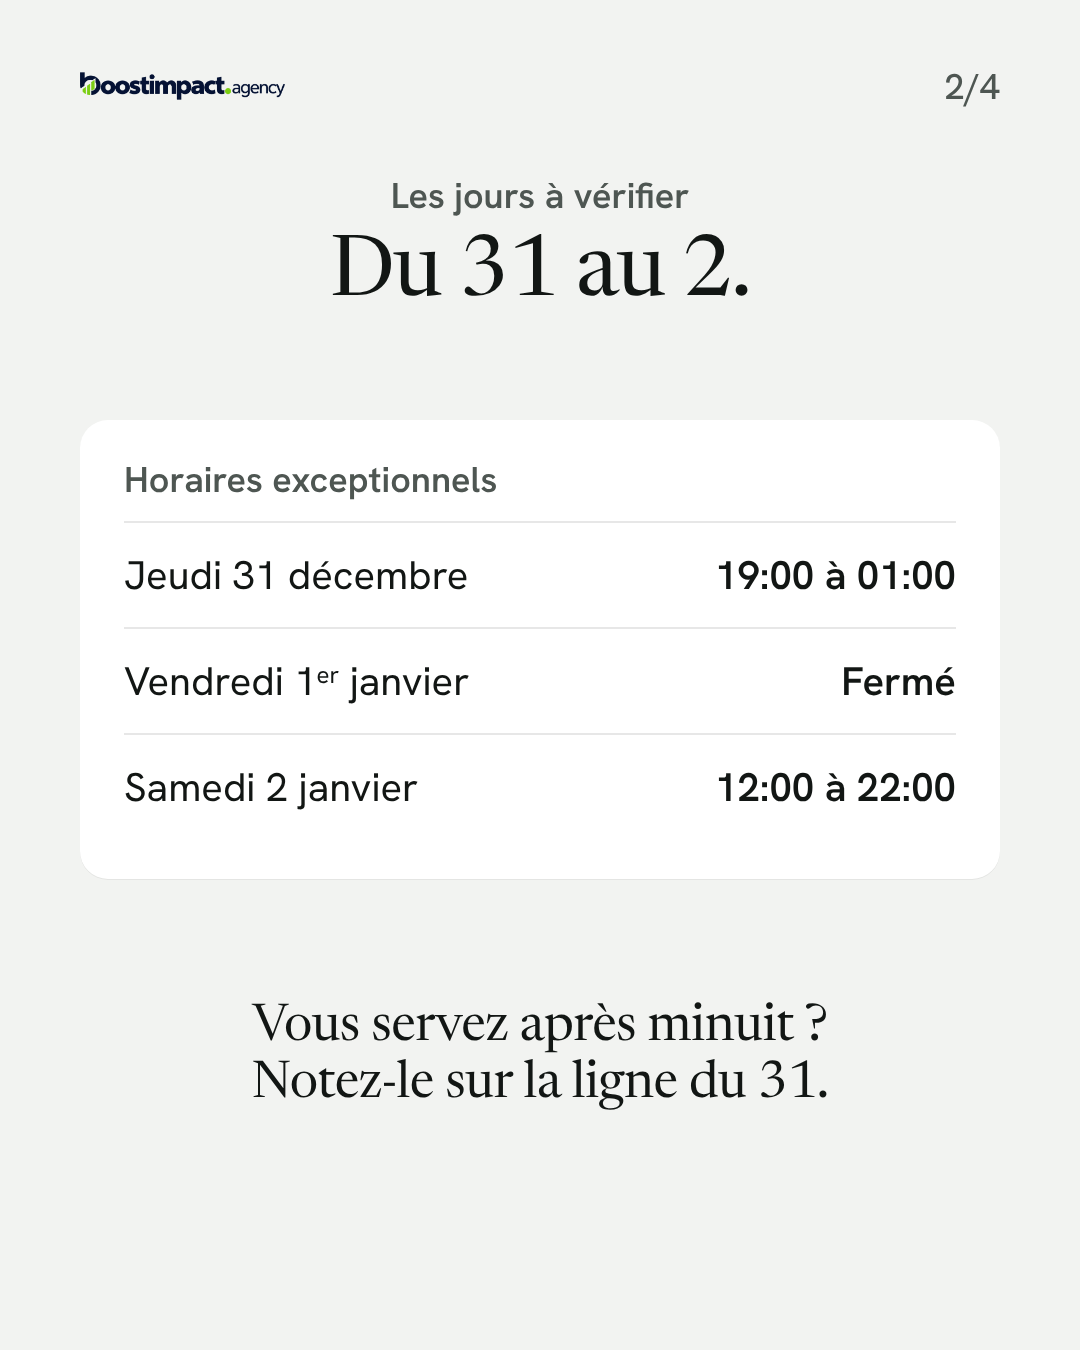 boostimpact.agency
2/4
Les jours à vérifier
Du 31 au 2.
Horaires exceptionnels
Jeudi 31 décembre 19:00 à 01:00
Vendredi 1er janvier Fermé
Samedi 2 janvier 12:00 à 22:00
Vous servez après minuit ?
Notez-le sur la ligne du 31.